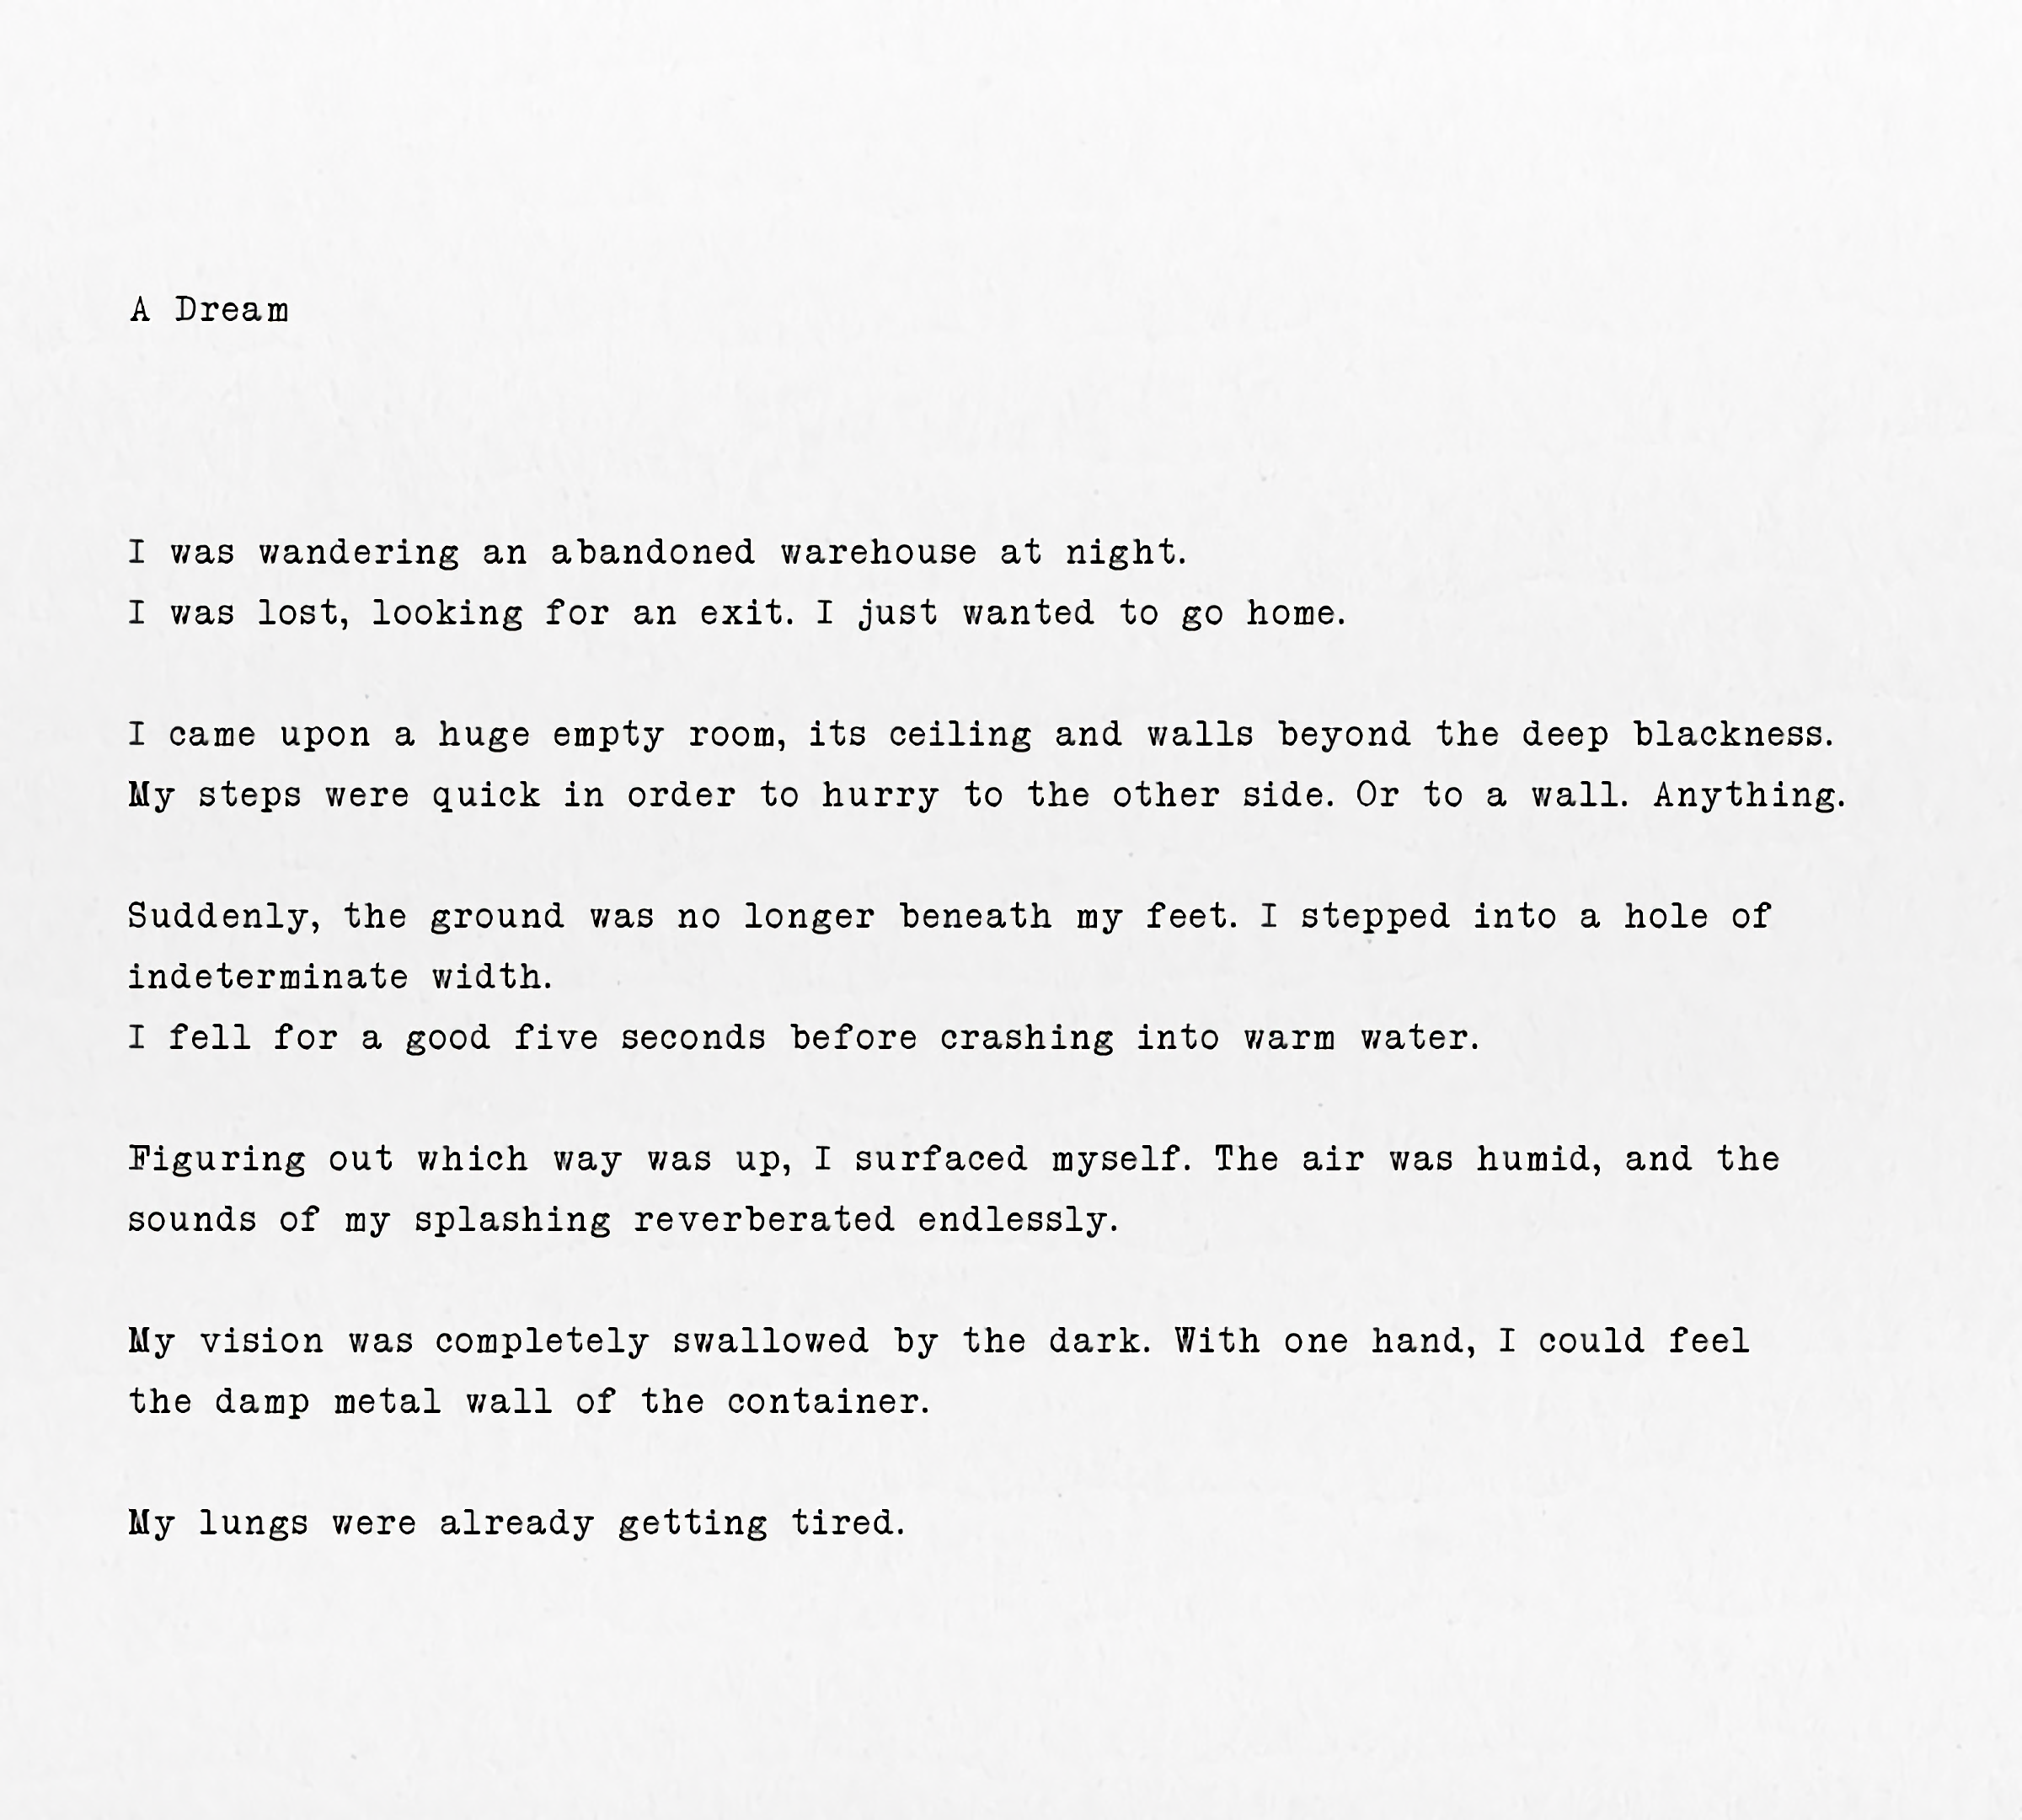 A Dream
I was wandering an abandoned warehouse at night.
I was lost, looking for an exit. I just wanted to go home.
I came upon a huge empty room, its ceiling and walls beyond the deep blackness.
My steps were quick in order to hurry to the other side. Or to a wall. Anything.
Suddenly, the ground was no longer beneath my feet. I stepped into a hole of
indeterminate width.
I fell for a good five seconds before crashing into warm water.
Figuring out which way was up, I surfaced myself. The air was humid, and the
sounds of my splashing reverberated endlessly.
My vision was completely swallowed by the dark. With one hand, I could feel
the damp metal wall of the container.
My lungs were already getting tired.